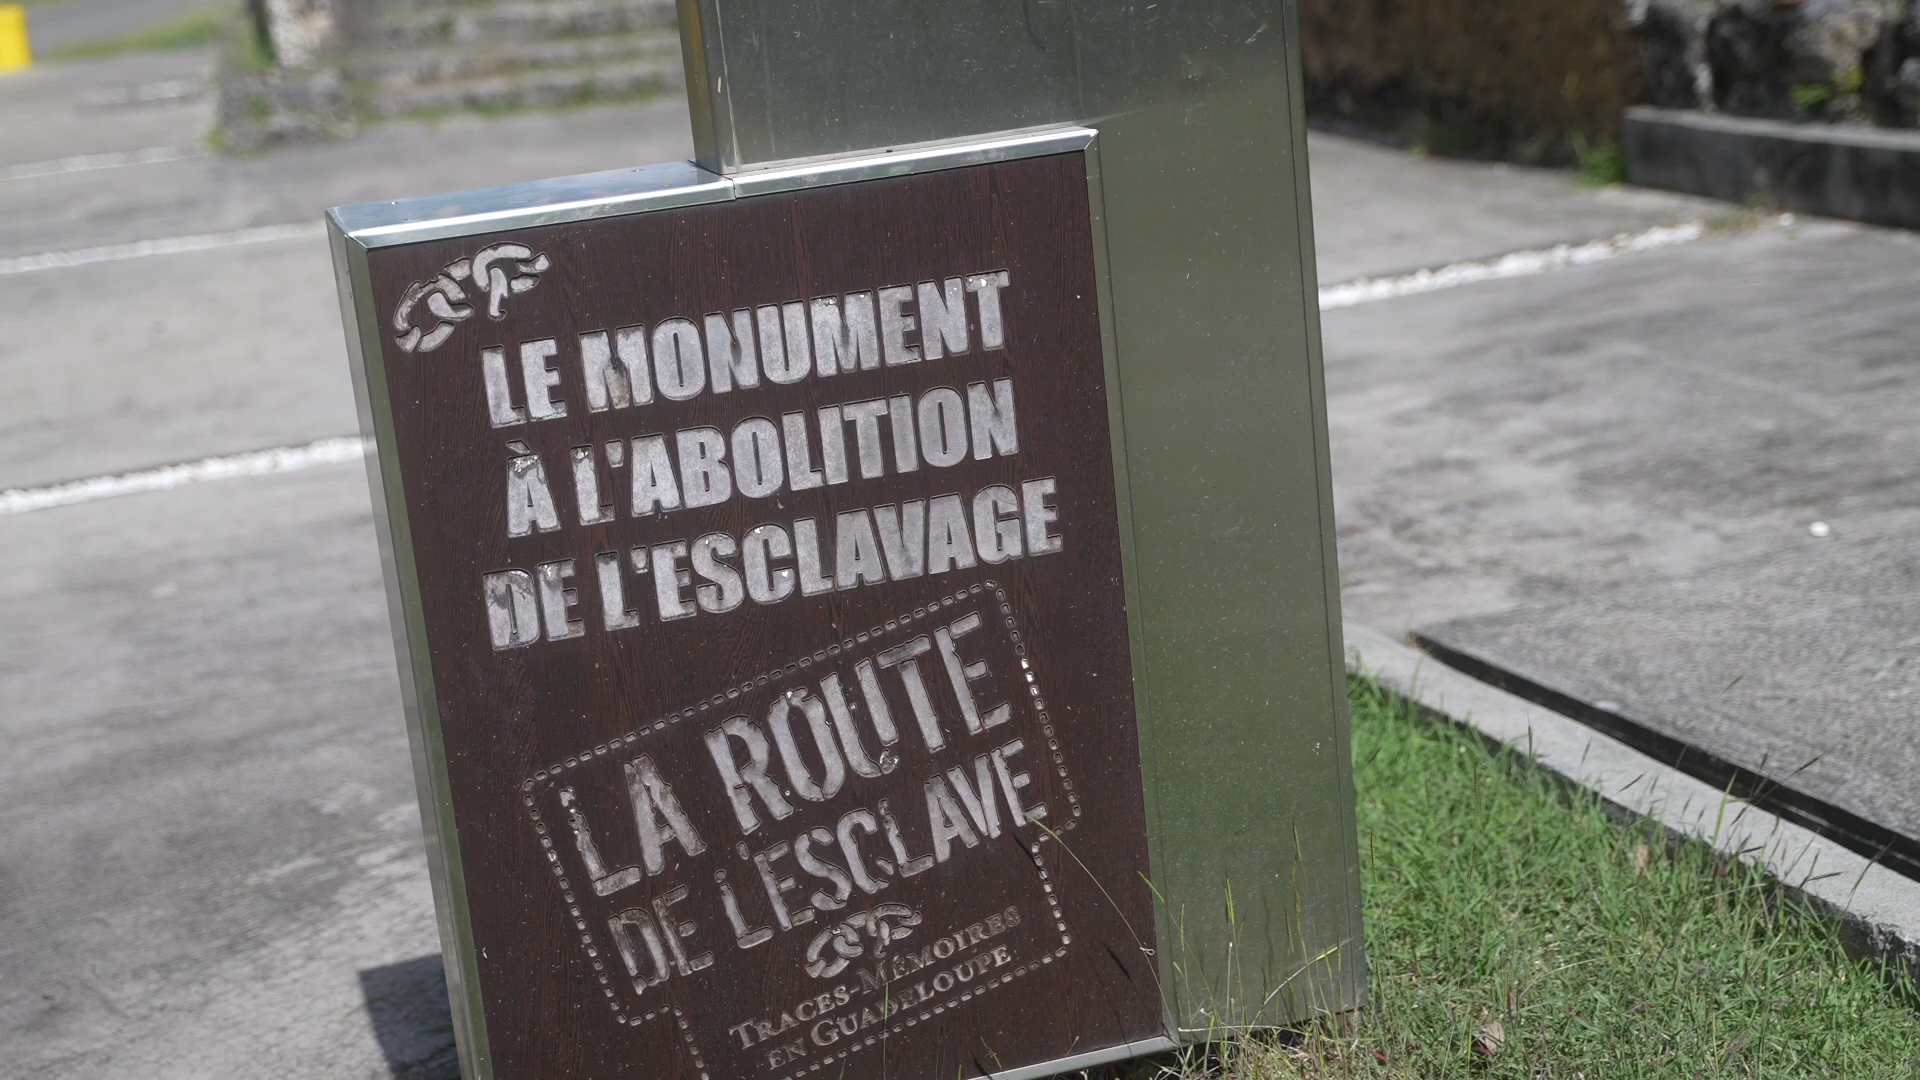 LE MONUMENT
À L'ABOLITION
DE L'ESCLAVAGE
LA ROUTE
DE L'ESCLAVE
TRACES-MÉMOIRES
EN GUADELOUPE